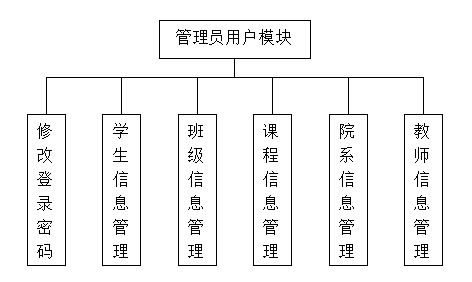 管理员用户模块
修改登录密码
学生信息管理
班级信息管理
课程信息管理
院系信息管理
教师信息管理